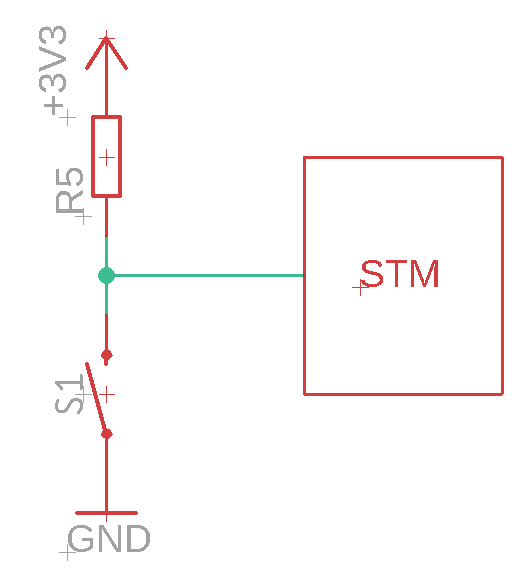 +3V3
R5
STM
S1
GND